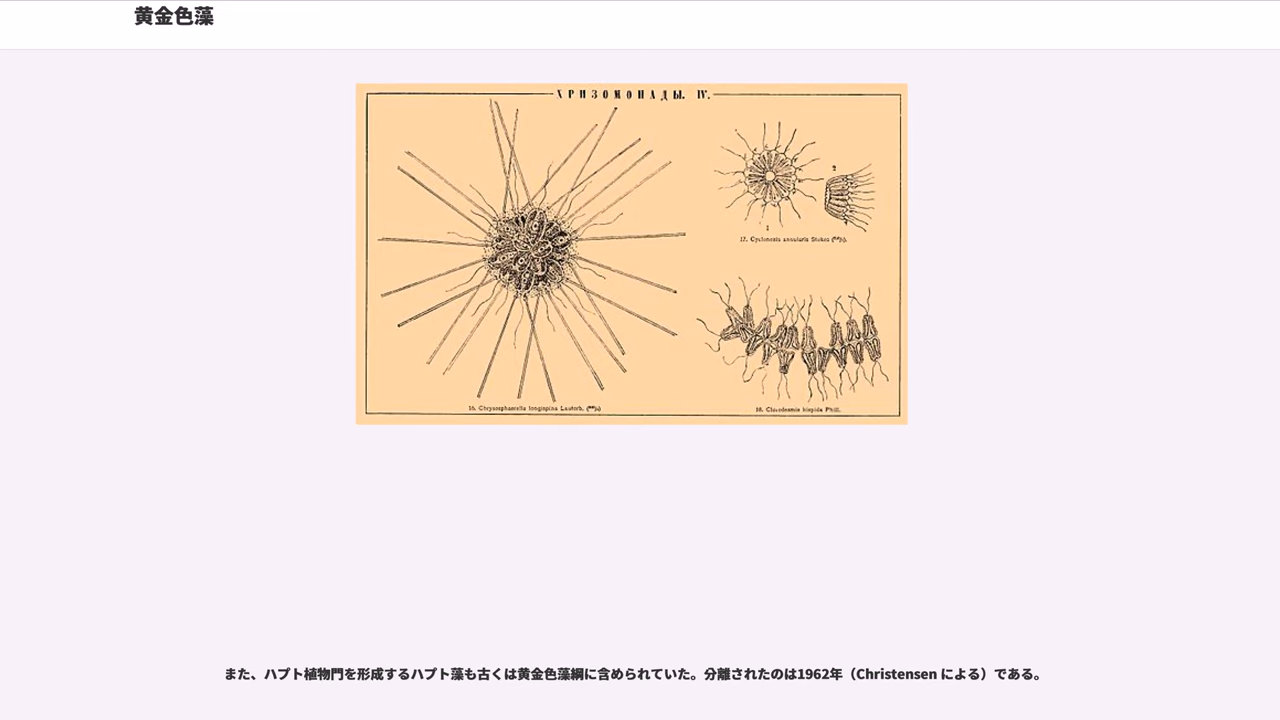 黄金色藻
ХРИЗОМОНАДЫ. IV.
2
1
17. Cyclonexis annularis Stokes
16. Chrysosphaerella longispina Lauterb.
18. hispida Phill.
また、ハプト植物門を形成するハプト藻も古くは黄金色藻綱に含められていた。分離されたのは1962年（Christensen による）である。